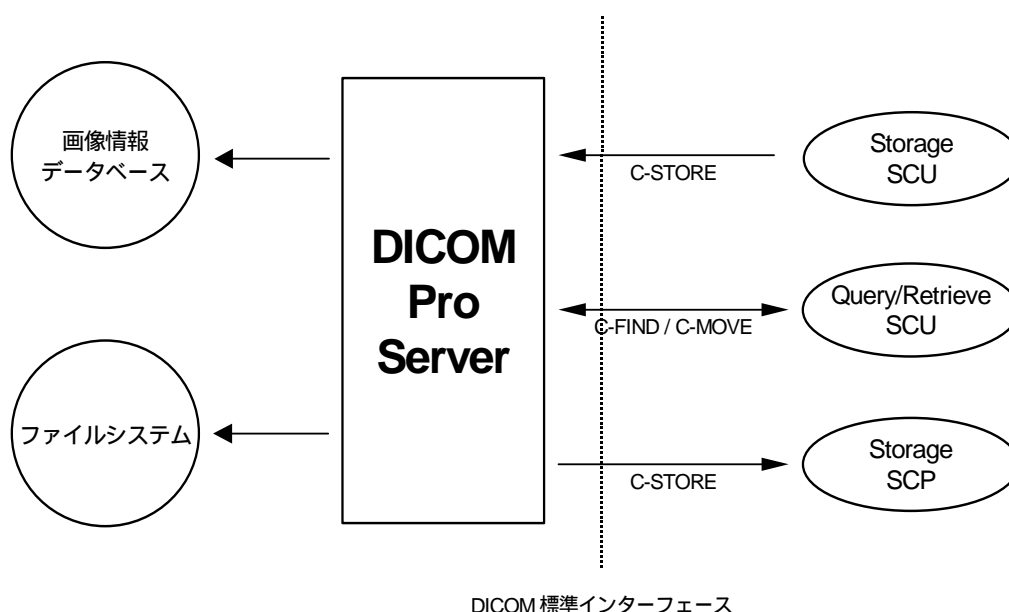 画像情報
データベース
ファイルシステム
DICOM
Pro
Server
C-STORE
C-FIND / C-MOVE
C-STORE
Storage
SCU
Query/Retrieve
SCU
Storage
SCP
DICOM 標準インターフェース